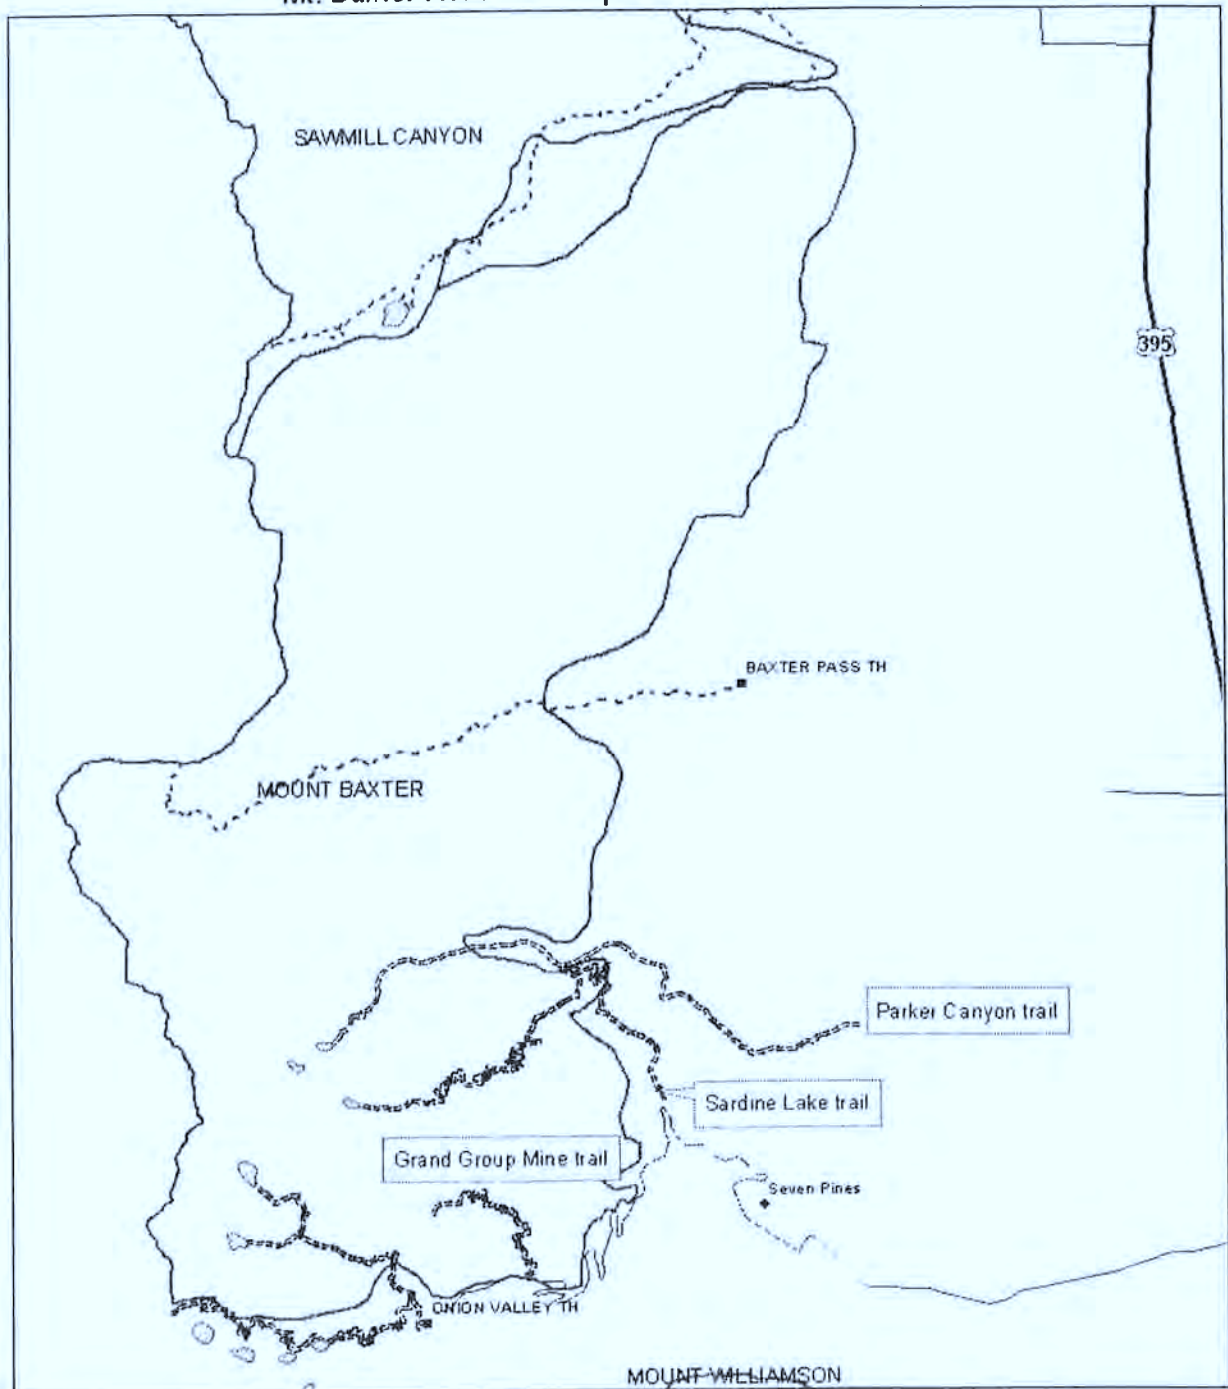 SAWMILL CANYON
395
BAXTER PASS TH
MOUNT BAXTER
Parker Canyon trail
Sardine Lake trail
Grand Group Mine trail
Seven Pines
ONION VALLEY TH
MOUNT WILLIAMSON